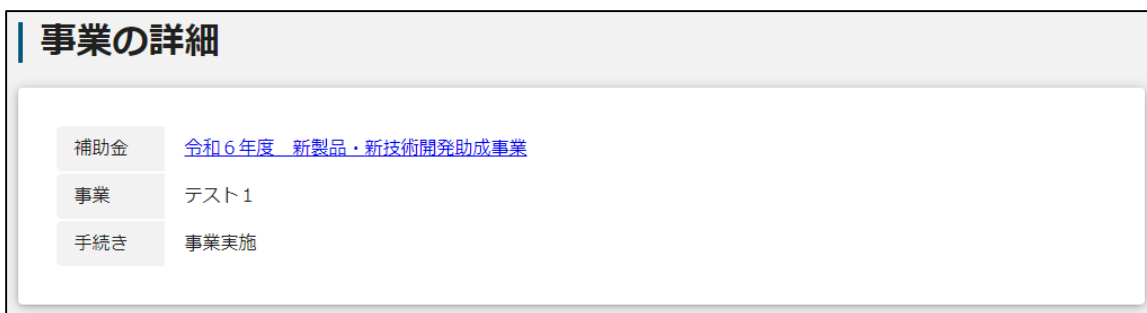 事業の詳細
補助金 令和６年度　新製品・新技術開発助成事業
事業 テスト１
手続き 事業実施